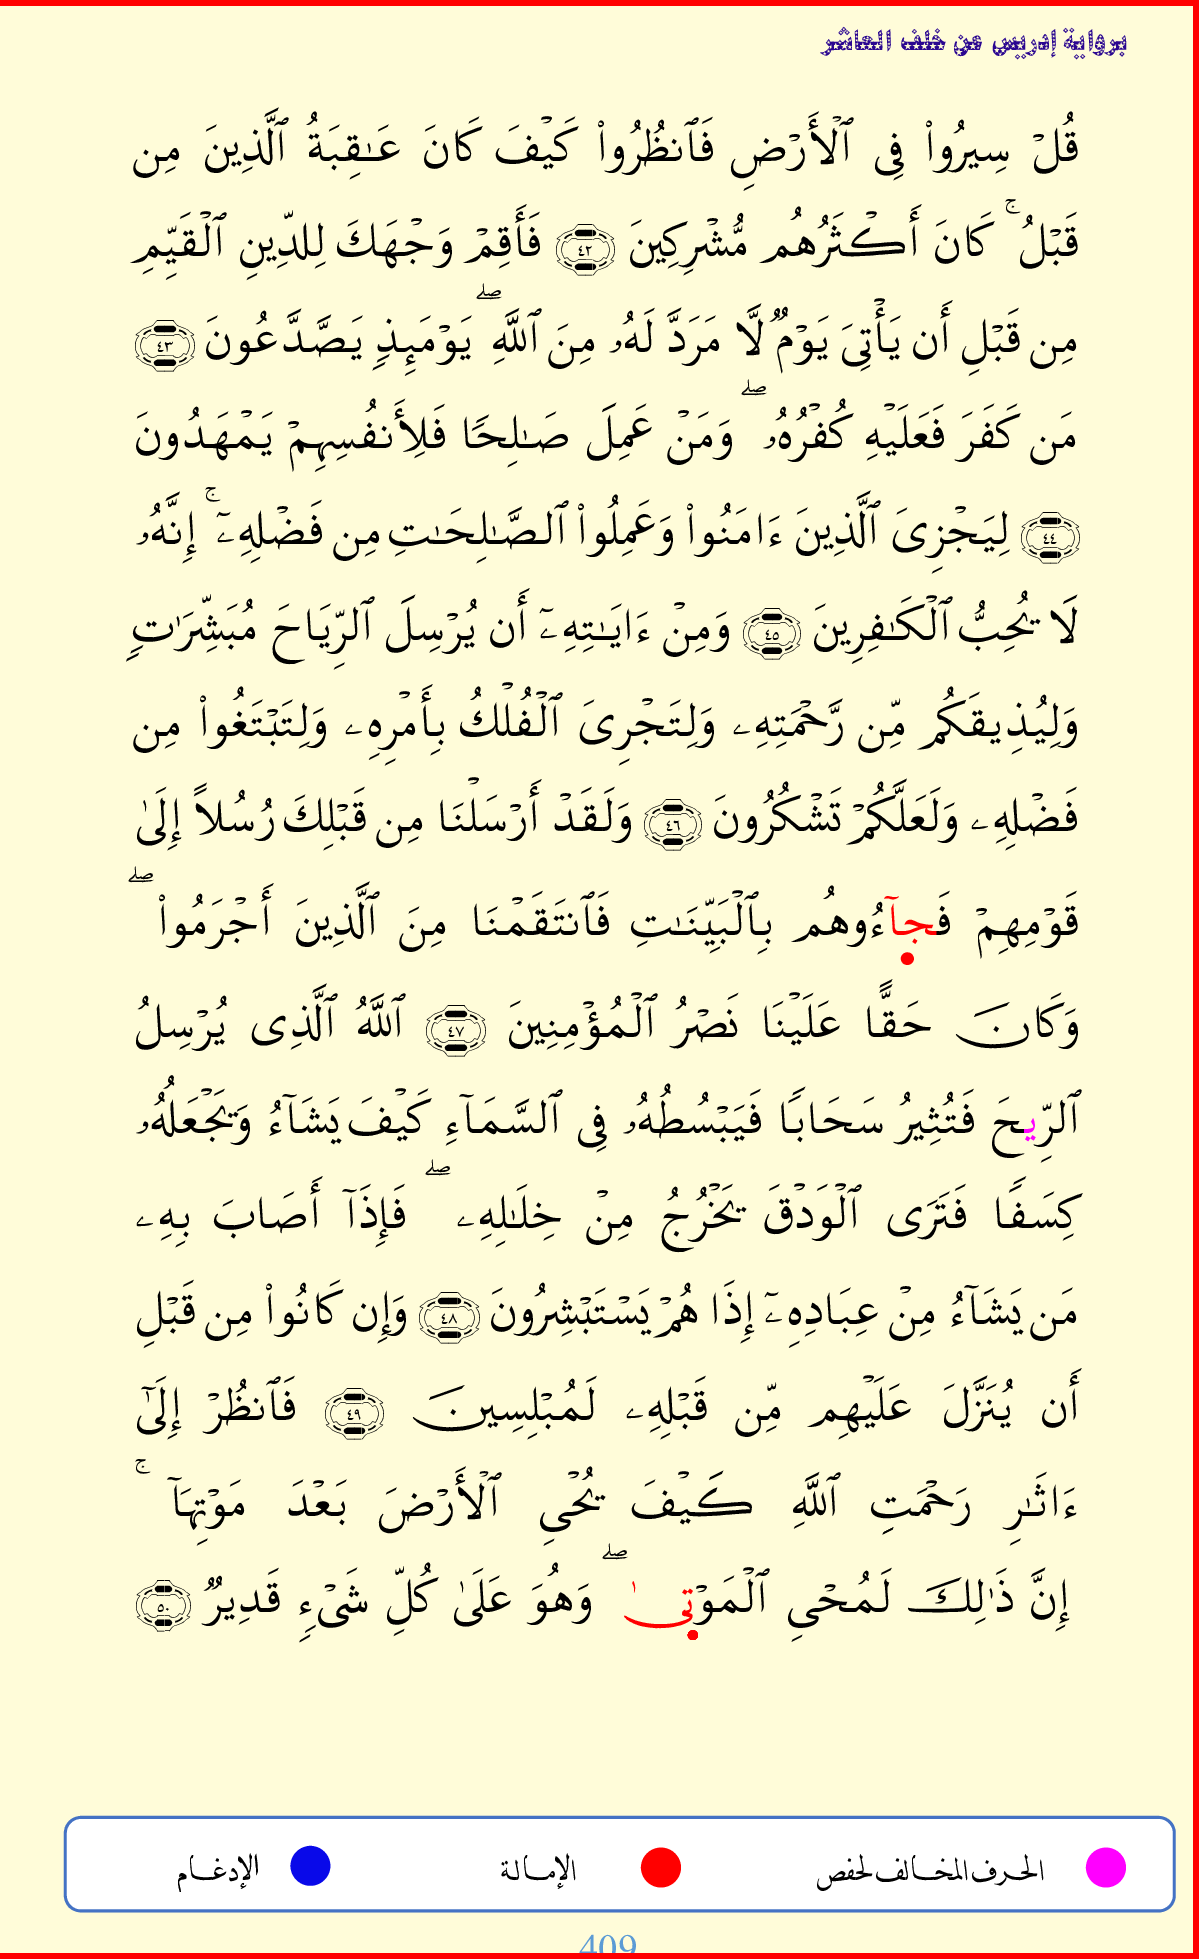 برواية إدريس عن خلف العاشر
قُلۡ سِيرُواْ فِي ٱلۡأَرۡضِ فَٱنظُرُواْ كَيۡفَ كَانَ عَٰقِبَةُ ٱلَّذِينَ مِن
قَبۡلُۚ كَانَ أَكۡثَرُهُم مُّشۡرِكِينَ ٤٢ فَأَقِمۡ وَجۡهَكَ لِلدِّينِ ٱلۡقَيِّمِ
مِن قَبۡلِ أَن يَأۡتِيَ يَوۡمٞ لَّا مَرَدَّ لَهُۥ مِنَ ٱللَّهِۖ يَوۡمَئِذٖ يَصَّدَّعُونَ ٤٣
مَن كَفَرَ فَعَلَيۡهِ كُفۡرُهُۥۖ وَمَنۡ عَمِلَ صَٰلِحٗا فَلِأَنفُسِهِمۡ يَمۡهَدُونَ
٤٤ لِيَجۡزِيَ ٱلَّذِينَ ءَامَنُواْ وَعَمِلُواْ ٱلصَّٰلِحَٰتِ مِن فَضۡلِهِۦٓۚ إِنَّهُۥ
لَا يُحِبُّ ٱلۡكَٰفِرِينَ ٤٥ وَمِنۡ ءَايَٰتِهِۦٓ أَن يُرۡسِلَ ٱلرِّيَاحَ مُبَشِّرَٰتٖ
وَلِيُذِيقَكُم مِّن رَّحۡمَتِهِۦ وَلِتَجۡرِيَ ٱلۡفُلۡكُ بِأَمۡرِهِۦ وَلِتَبۡتَغُواْ مِن
فَضۡلِهِۦ وَلَعَلَّكُمۡ تَشۡكُرُونَ ٤٦ وَلَقَدۡ أَرۡسَلۡنَا مِن قَبۡلِكَ رُسُلًا إِلَىٰ
قَوۡمِهِمۡ فَجآءُوهُم بِٱلۡبَيِّنَٰتِ فَٱنتَقَمۡنَا مِنَ ٱلَّذِينَ أَجۡرَمُواْۖ
وَكَانَ حَقًّا عَلَيۡنَا نَصۡرُ ٱلۡمُؤۡمِنِينَ ٤٧ ٱللَّهُ ٱلَّذِي يُرۡسِلُ
ٱلرِّيحَ فَتُثِيرُ سَحَابٗا فَيَبۡسُطُهُۥ فِي ٱلسَّمَآءِ كَيۡفَ يَشَآءُ وَيَجۡعَلُهُۥ
كِسَفٗا فَتَرَى ٱلۡوَدۡقَ يَخۡرُجُ مِنۡ خِلَٰلِهِۦۖ فَإِذَآ أَصَابَ بِهِۦ
مَن يَشَآءُ مِنۡ عِبَادِهِۦٓ إِذَا هُمۡ يَسۡتَبۡشِرُونَ ٤٨ وَإِن كَانُواْ مِن قَبۡلِ
أَن يُنَزَّلَ عَلَيۡهِم مِّن قَبۡلِهِۦ لَمُبۡلِسِينَ ٤٩ فَٱنظُرۡ إِلَىٰٓ
ءَاثَٰرِ رَحۡمَتِ ٱللَّهِ كَيۡفَ يُحۡيِ ٱلۡأَرۡضَ بَعۡدَ مَوۡتِهَآۚ
إِنَّ ذَٰلِكَ لَمُحۡيِ ٱلۡمَوۡتىٰۖ وَهُوَ عَلَىٰ كُلِّ شَيۡءٖ قَدِيرٞ ٥٠
الحرف المخالف لحفص الإمالة الإدغام
409